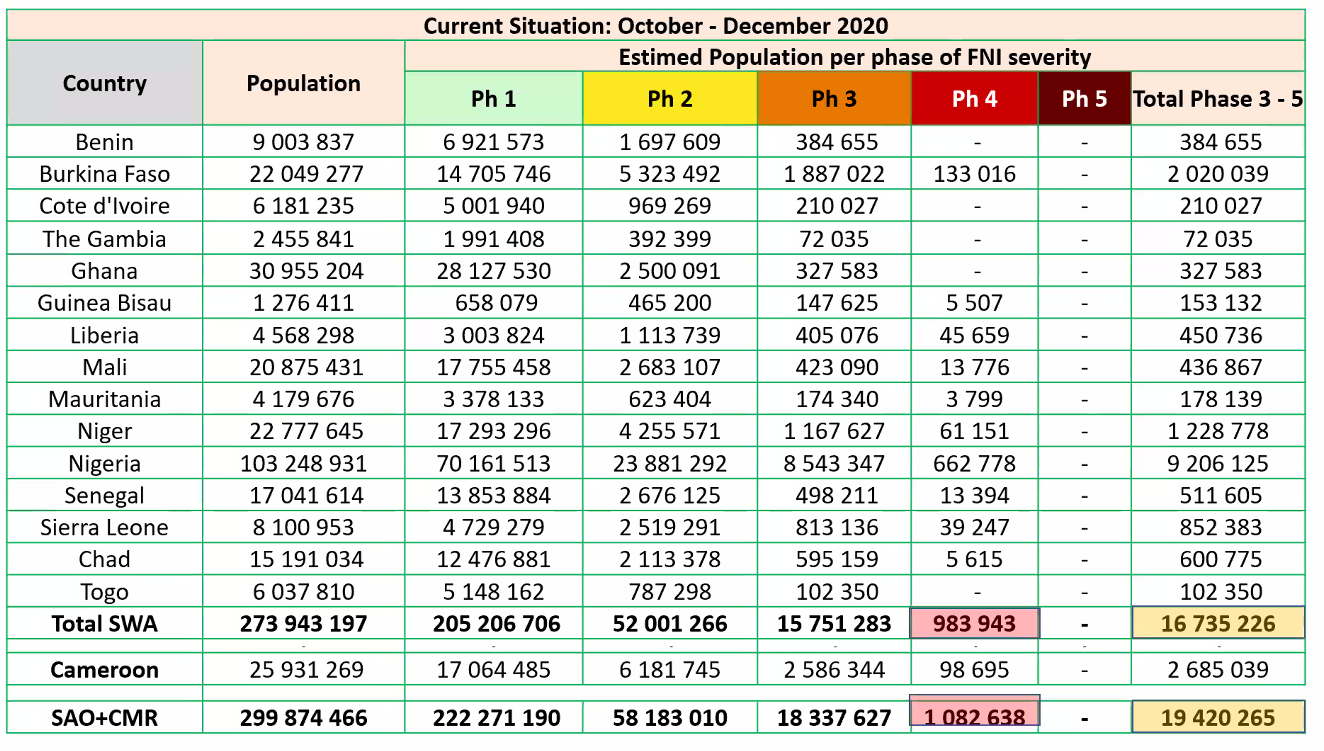 Current Situation: October - December 2020
Country Population Estimed Population per phase of FNI severity
Ph 1 Ph 2 Ph 3 Ph 4 Ph 5 Total Phase 3 - 5
Benin 9 003 837 6 921 573 1 697 609 384 655 - - 384 655
Burkina Faso 22 049 277 14 705 746 5 323 492 1 887 022 133 016 - 2 020 039
Cote d'Ivoire 6 181 235 5 001 940 969 269 210 027 - - 210 027
The Gambia 2 455 841 1 991 408 392 399 72 035 - - 72 035
Ghana 30 955 204 28 127 530 2 500 091 327 583 - - 327 583
Guinea Bisau 1 276 411 658 079 465 200 147 625 5 507 - 153 132
Liberia 4 568 298 3 003 824 1 113 739 405 076 45 659 - 450 736
Mali 20 875 431 17 755 458 2 683 107 423 090 13 776 - 436 867
Mauritania 4 179 676 3 378 133 623 404 174 340 3 799 - 178 139
Niger 22 777 645 17 293 296 4 255 571 1 167 627 61 151 - 1 228 778
Nigeria 103 248 931 70 161 513 23 881 292 8 543 347 662 778 - 9 206 125
Senegal 17 041 614 13 853 884 2 676 125 498 211 13 394 - 511 605
Sierra Leone 8 100 953 4 729 279 2 519 291 813 136 39 247 - 852 383
Chad 15 191 034 12 476 881 2 113 378 595 159 5 615 - 600 775
Togo 6 037 810 5 148 162 787 298 102 350 - - 102 350
Total SWA 273 943 197 205 206 706 52 001 266 15 751 283 983 943 - 16 735 226
- - - - - -
Cameroon 25 931 269 17 064 485 6 181 745 2 586 344 98 695 - 2 685 039
SAO+CMR 299 874 466 222 271 190 58 183 010 18 337 627 1 082 638 - 19 420 265